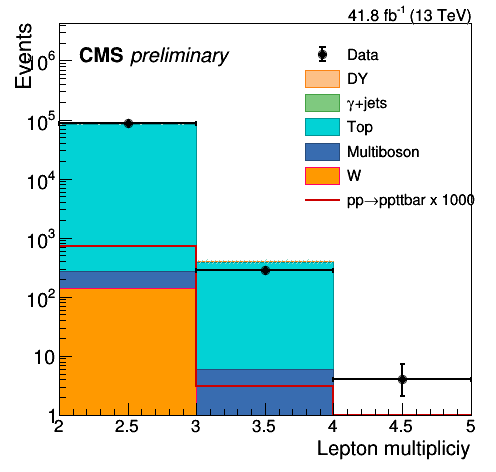 41.8 fb⁻¹ (13 TeV)
Events
CMS preliminary
Data
DY
γ+jets
Top
Multiboson
W
pp→ppttbar x 1000
10⁶
10⁵
10⁴
10³
10²
10
1
2 2.5 3 3.5 4 4.5 5
Lepton multipliciy